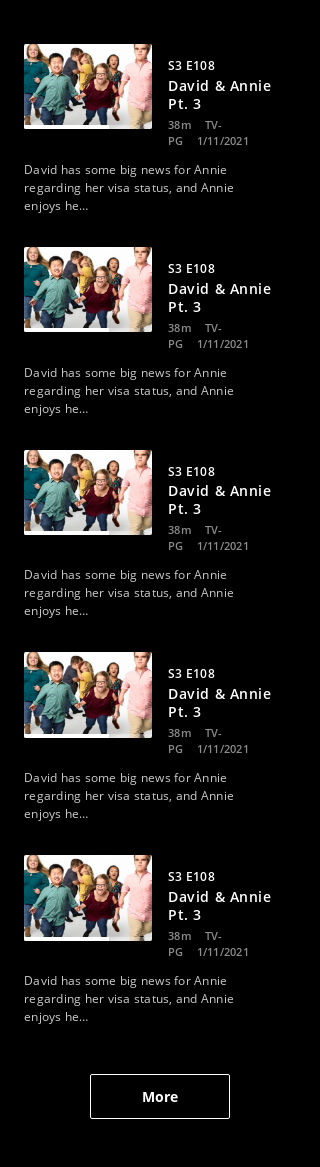 S3 E108
David & Annie
Pt. 3
38m TV-
PG 1/11/2021
David has some big news for Annie
regarding her visa status, and Annie
enjoys he...
S3 E108
David & Annie
Pt. 3
38m TV-
PG 1/11/2021
David has some big news for Annie
regarding her visa status, and Annie
enjoys he...
S3 E108
David & Annie
Pt. 3
38m TV-
PG 1/11/2021
David has some big news for Annie
regarding her visa status, and Annie
enjoys he...
S3 E108
David & Annie
Pt. 3
38m TV-
PG 1/11/2021
David has some big news for Annie
regarding her visa status, and Annie
enjoys he...
S3 E108
David & Annie
Pt. 3
38m TV-
PG 1/11/2021
David has some big news for Annie
regarding her visa status, and Annie
enjoys he...
More